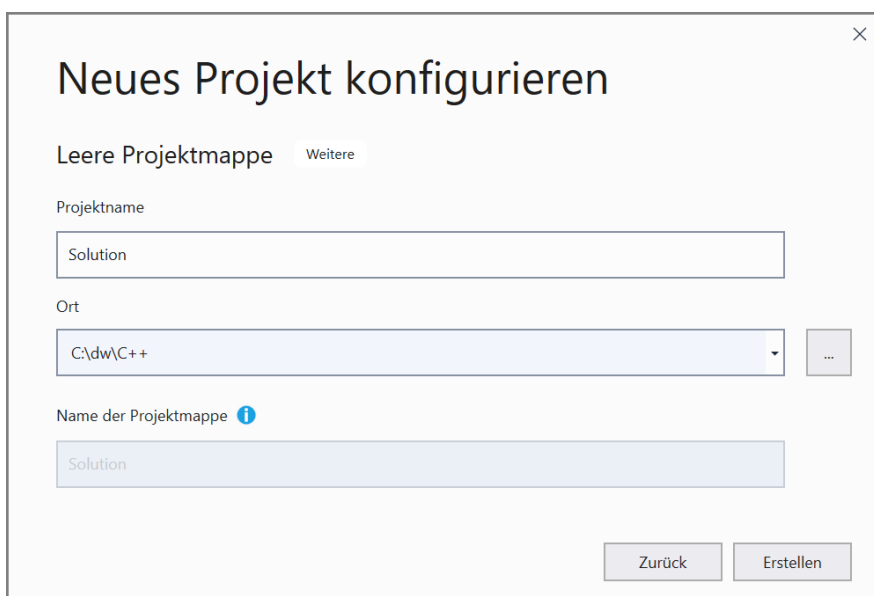 Neues Projekt konfigurieren
Leere Projektmappe Weitere
Projektname
Solution
Ort
C:\dw\C++
...
Name der Projektmappe
Solution
Zurück Erstellen